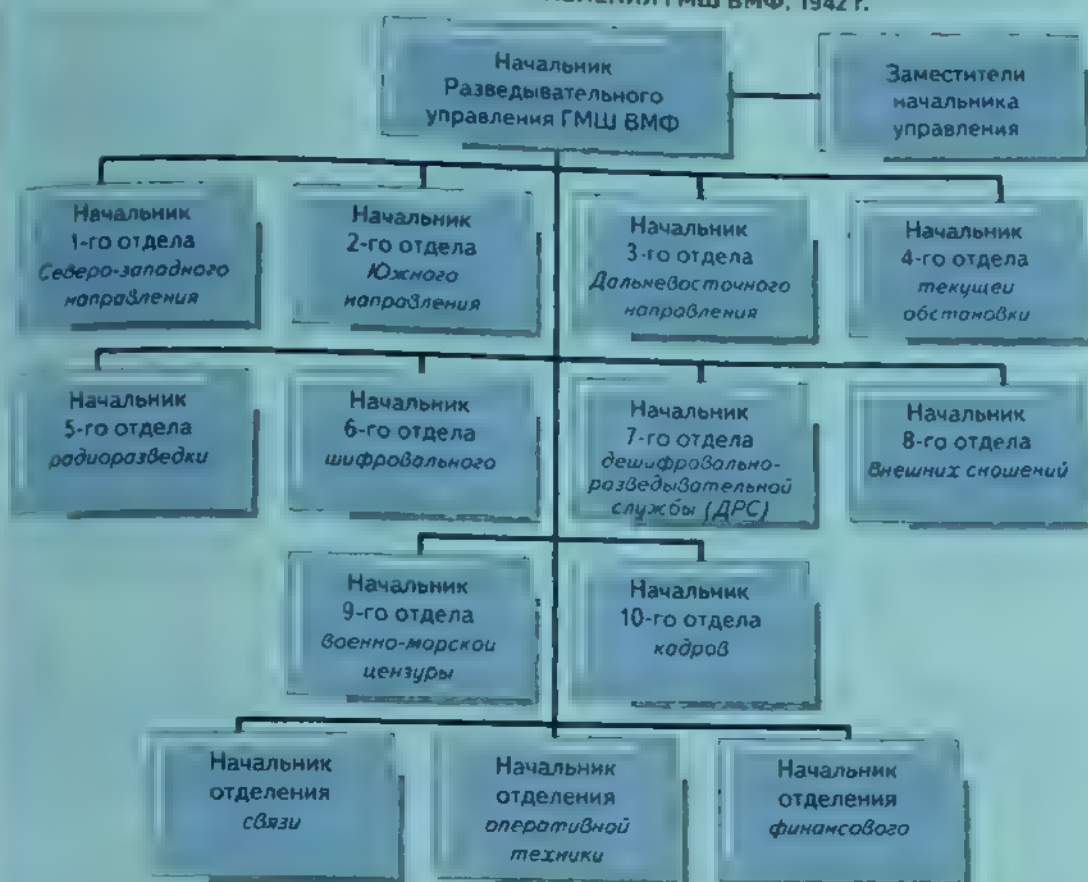 ГМШ ВМФ, 1942 г.
Начальник
Разведывательного
управления ГМШ ВМФ
Заместители
начальника
управления
Начальник
1-го отдела
Северо-западного
направления
Начальник
2-го отдела
Южного
направления
Начальник
3-го отдела
Дальневосточного
направления
Начальник
4-го отдела
текущей
обстановки
Начальник
5-го отдела
радиоразведки
Начальник
6-го отдела
шифровального
Начальник
7-го отдела
дешифровально-
разведывательной
службы (ДРС)
Начальник
8-го отдела
Внешних сношений
Начальник
9-го отдела
Военно-морской
цензуры
Начальник
10-го отдела
кадров
Начальник
отделения
связи
Начальник
отделения
оперативной
техники
Начальник
отделения
финансового